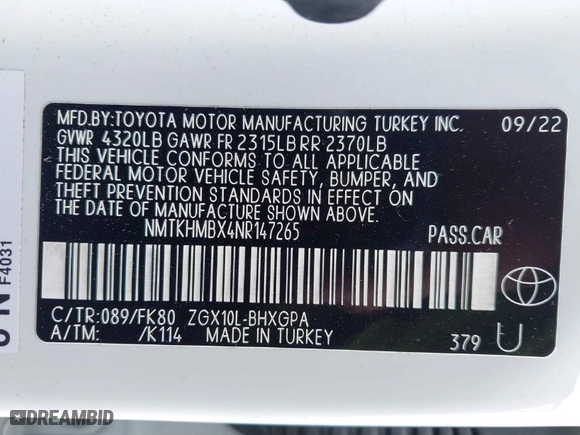 MFD.BY:TOYOTA MOTOR MANUFACTURING TURKEY INC. 09/22
GVWR 4320LB GAWR FR 2315LB RR 2370LB
THIS VEHICLE CONFORMS TO ALL APPLICABLE
FEDERAL MOTOR VEHICLE SAFETY, BUMPER, AND
THEFT PREVENTION STANDARDS IN EFFECT ON
THE DATE OF MANUFACTURE SHOWN ABOVE.
NMTKHMBX4NR147265 PASS.CAR
C/TR:089/FK80 ZGX10L-BHXGPA
A/TM: /K114 MADE IN TURKEY 379 U
F4031
DREAMBID